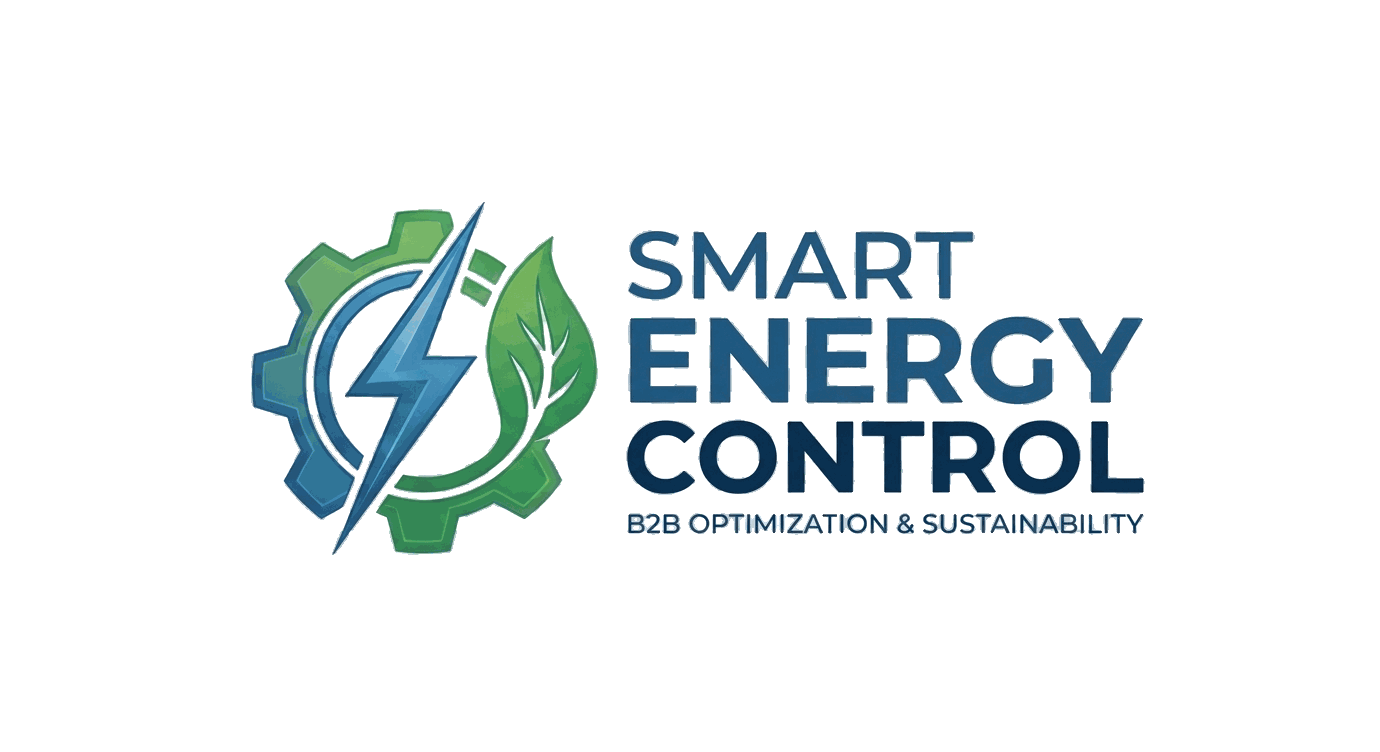 SMART
ENERGY
CONTROL
B2B OPTIMIZATION & SUSTAINABILITY